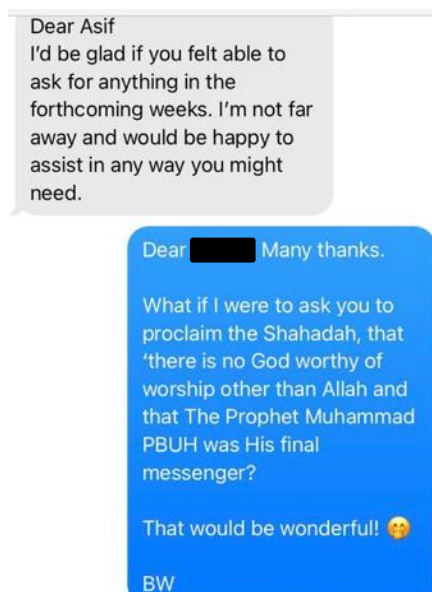 Dear Asif
I’d be glad if you felt able to
ask for anything in the
forthcoming weeks. I’m not far
away and would be happy to
assist in any way you might
need.
Dear Many thanks.
What if I were to ask you to
proclaim the Shahadah, that
‘there is no God worthy of
worship other than Allah and
that The Prophet Muhammad
PBUH was His final
messenger?
That would be wonderful! 🤭
BW